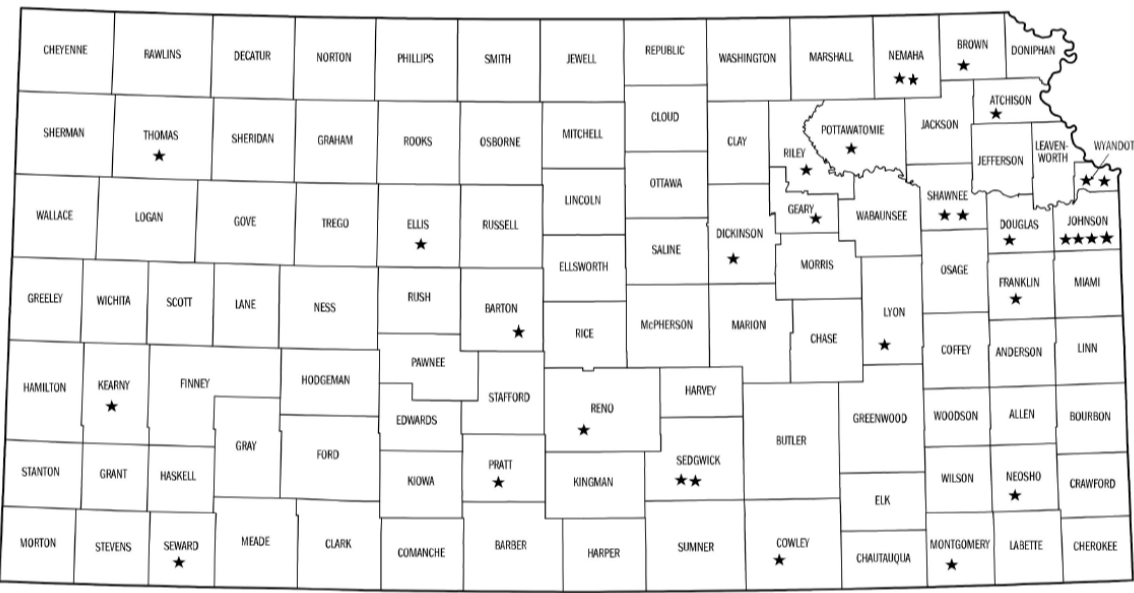 CHEYENNE
RAWLINS
DECATUR
NORTON
PHILLIPS
SMITH
JEWELL
REPUBLIC
WASHINGTON
MARSHALL
NEMAHA
BROWN
DONIPHAN
SHERMAN
THOMAS
SHERIDAN
GRAHAM
ROOKS
OSBORNE
MITCHELL
CLOUD
CLAY
RILEY
POTTAWATOMIE
JACKSON
ATCHISON
JEFFERSON
LEAVEN-
WORTH
WYANDOT
WALLACE
LOGAN
GOVE
TREGO
ELLIS
RUSSELL
LINCOLN
OTTAWA
SALINE
DICKINSON
GEARY
WABAUNSEE
SHAWNEE
DOUGLAS
JOHNSON
GREELEY
WICHITA
SCOTT
LANE
NESS
RUSH
BARTON
ELLSWORTH
RICE
McPHERSON
MARION
MORRIS
CHASE
LYON
OSAGE
FRANKLIN
MIAMI
HAMILTON
KEARNY
FINNEY
HODGEMAN
PAWNEE
STAFFORD
EDWARDS
RENO
HARVEY
BUTLER
GREENWOOD
COFFEY
ANDERSON
LINN
WOODSON
ALLEN
BOURBON
STANTON
GRANT
HASKELL
GRAY
FORD
KIOWA
PRATT
KINGMAN
SEDGWICK
ELK
WILSON
NEOSHO
CRAWFORD
MORTON
STEVENS
SEWARD
MEADE
CLARK
COMANCHE
BARBER
HARPER
SUMNER
COWLEY
CHAUTAUQUA
MONTGOMERY
LABETTE
CHEROKEE